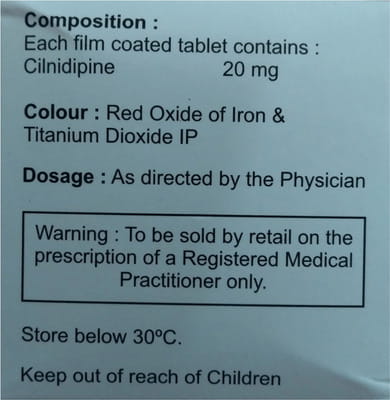 Composition :
Each film coated tablet contains :
Cilnidipine 20 mg
Colour : Red Oxide of Iron &
Titanium Dioxide IP
Dosage : As directed by the Physician
Warning : To be sold by retail on the
prescription of a Registered Medical
Practitioner only.
Store below 30ºC.
Keep out of reach of Children